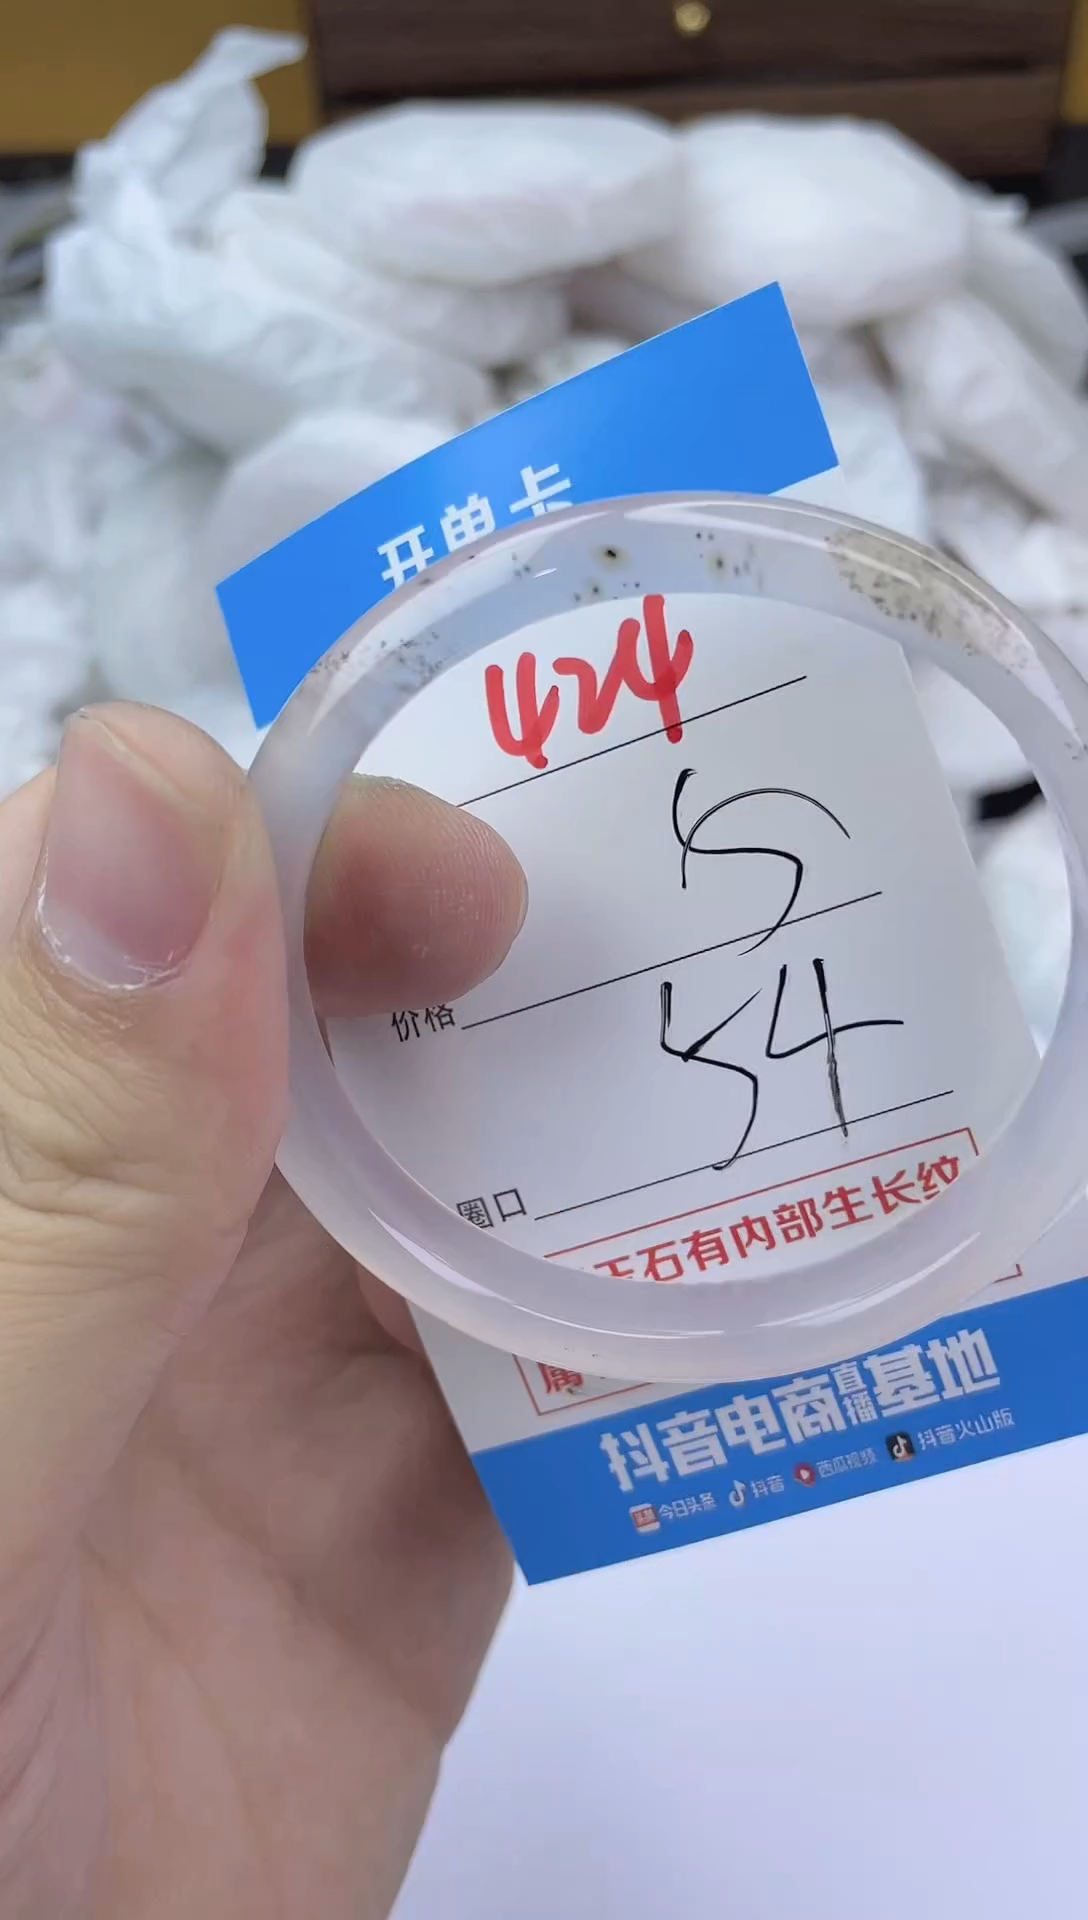 开单卡
424
5
价格
54
圈口
玉石有内部生长纹
属
抖音电商直播基地
今日头条 抖音 西瓜视频 抖音火山版